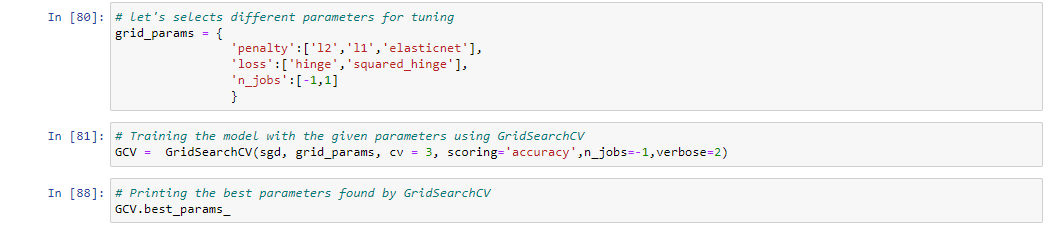 In [80]: # let's selects different parameters for tuning
grid_params = {
'penalty':['l2','l1','elasticnet'],
'loss':['hinge','squared_hinge'],
'n_jobs':[-1,1]
}
In [81]: # Training the model with the given parameters using GridSearchCV
GCV =  GridSearchCV(sgd, grid_params, cv = 3, scoring='accuracy',n_jobs=-1,verbose=2)
In [88]: # Printing the best parameters found by GridSearchCV
GCV.best_params_